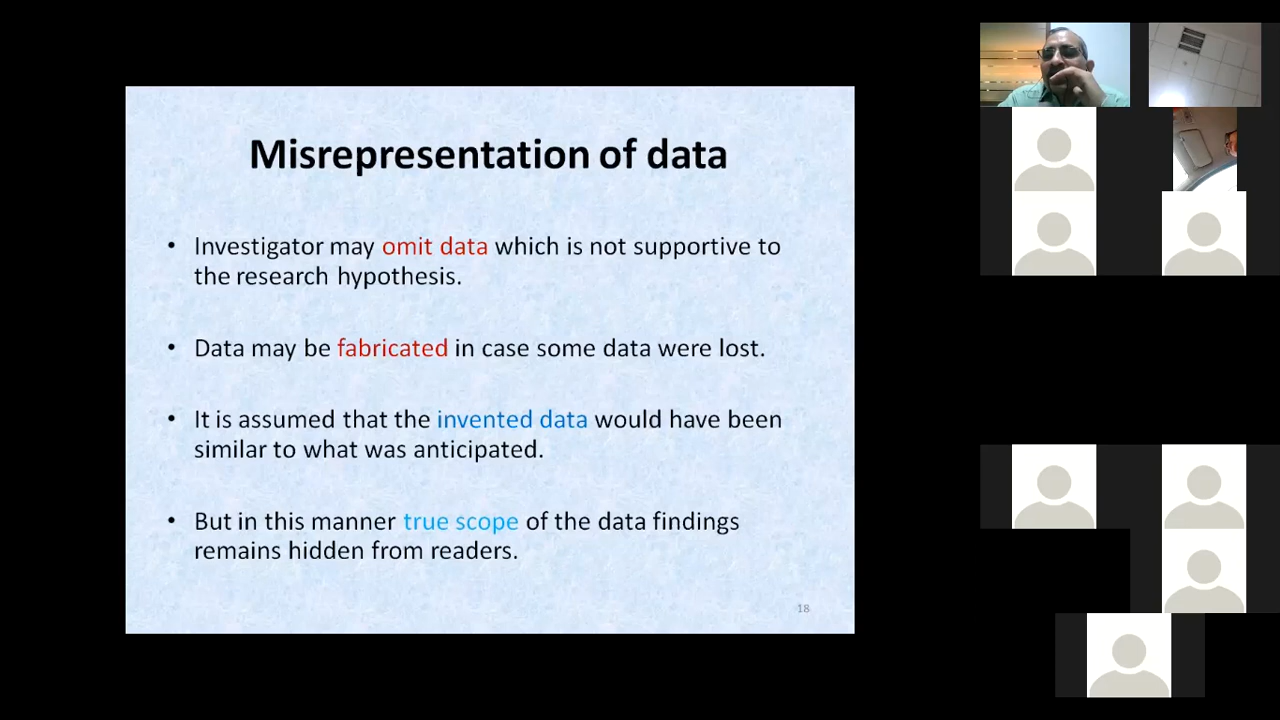 Misrepresentation of data
• Investigator may omit data which is not supportive to
the research hypothesis.
• Data may be fabricated in case some data were lost.
• It is assumed that the invented data would have been
similar to what was anticipated.
• But in this manner true scope of the data findings
remains hidden from readers.
18